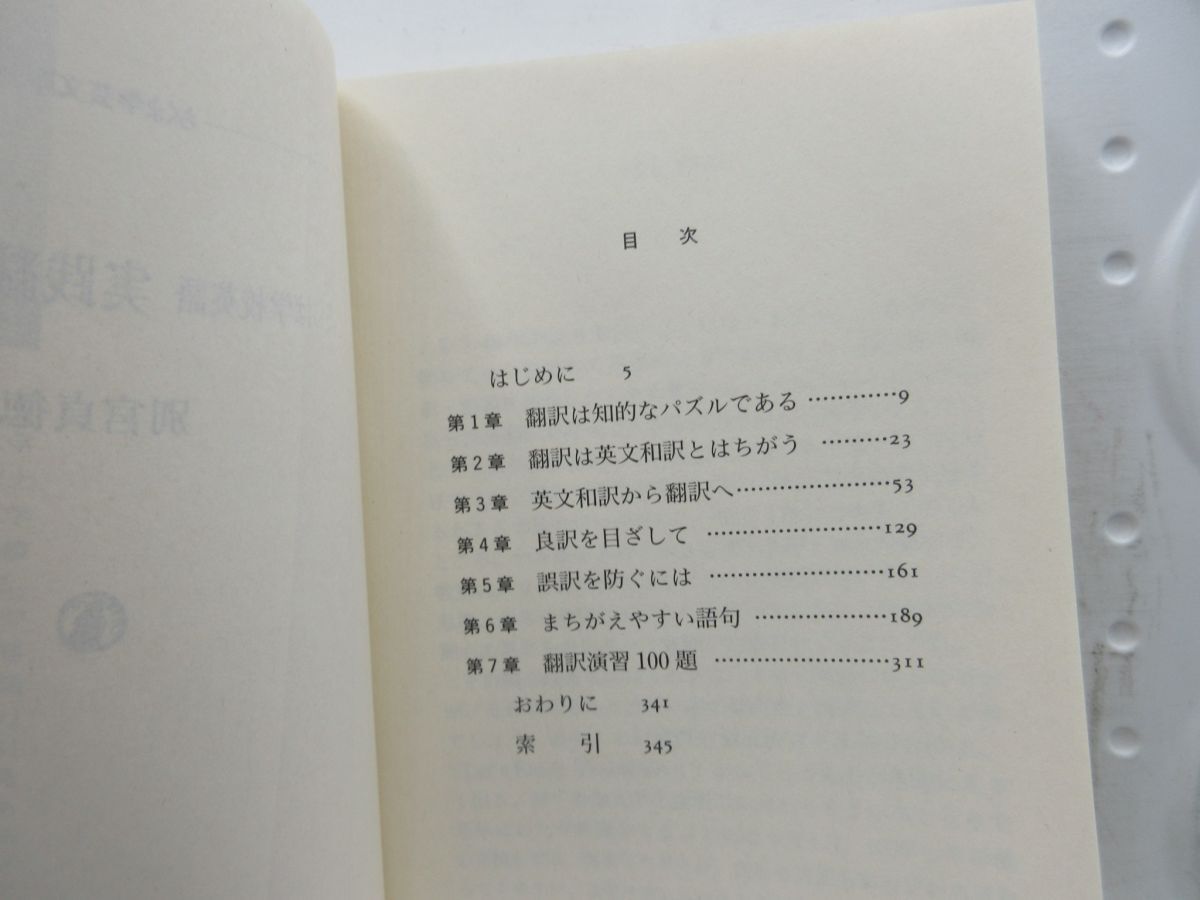 目 次
はじめに 5
第1章 翻訳は知的なパズルである …………9
第2章 翻訳は英文和訳とはちがう ………23
第3章 英文和訳から翻訳へ…………………53
第4章 良訳を目ざして ……………………129
第5章 誤訳を防ぐには ……………………161
第6章 まちがえやすい語句 ………………189
第7章 翻訳演習100題 ……………………311
おわりに 341
索 引 345